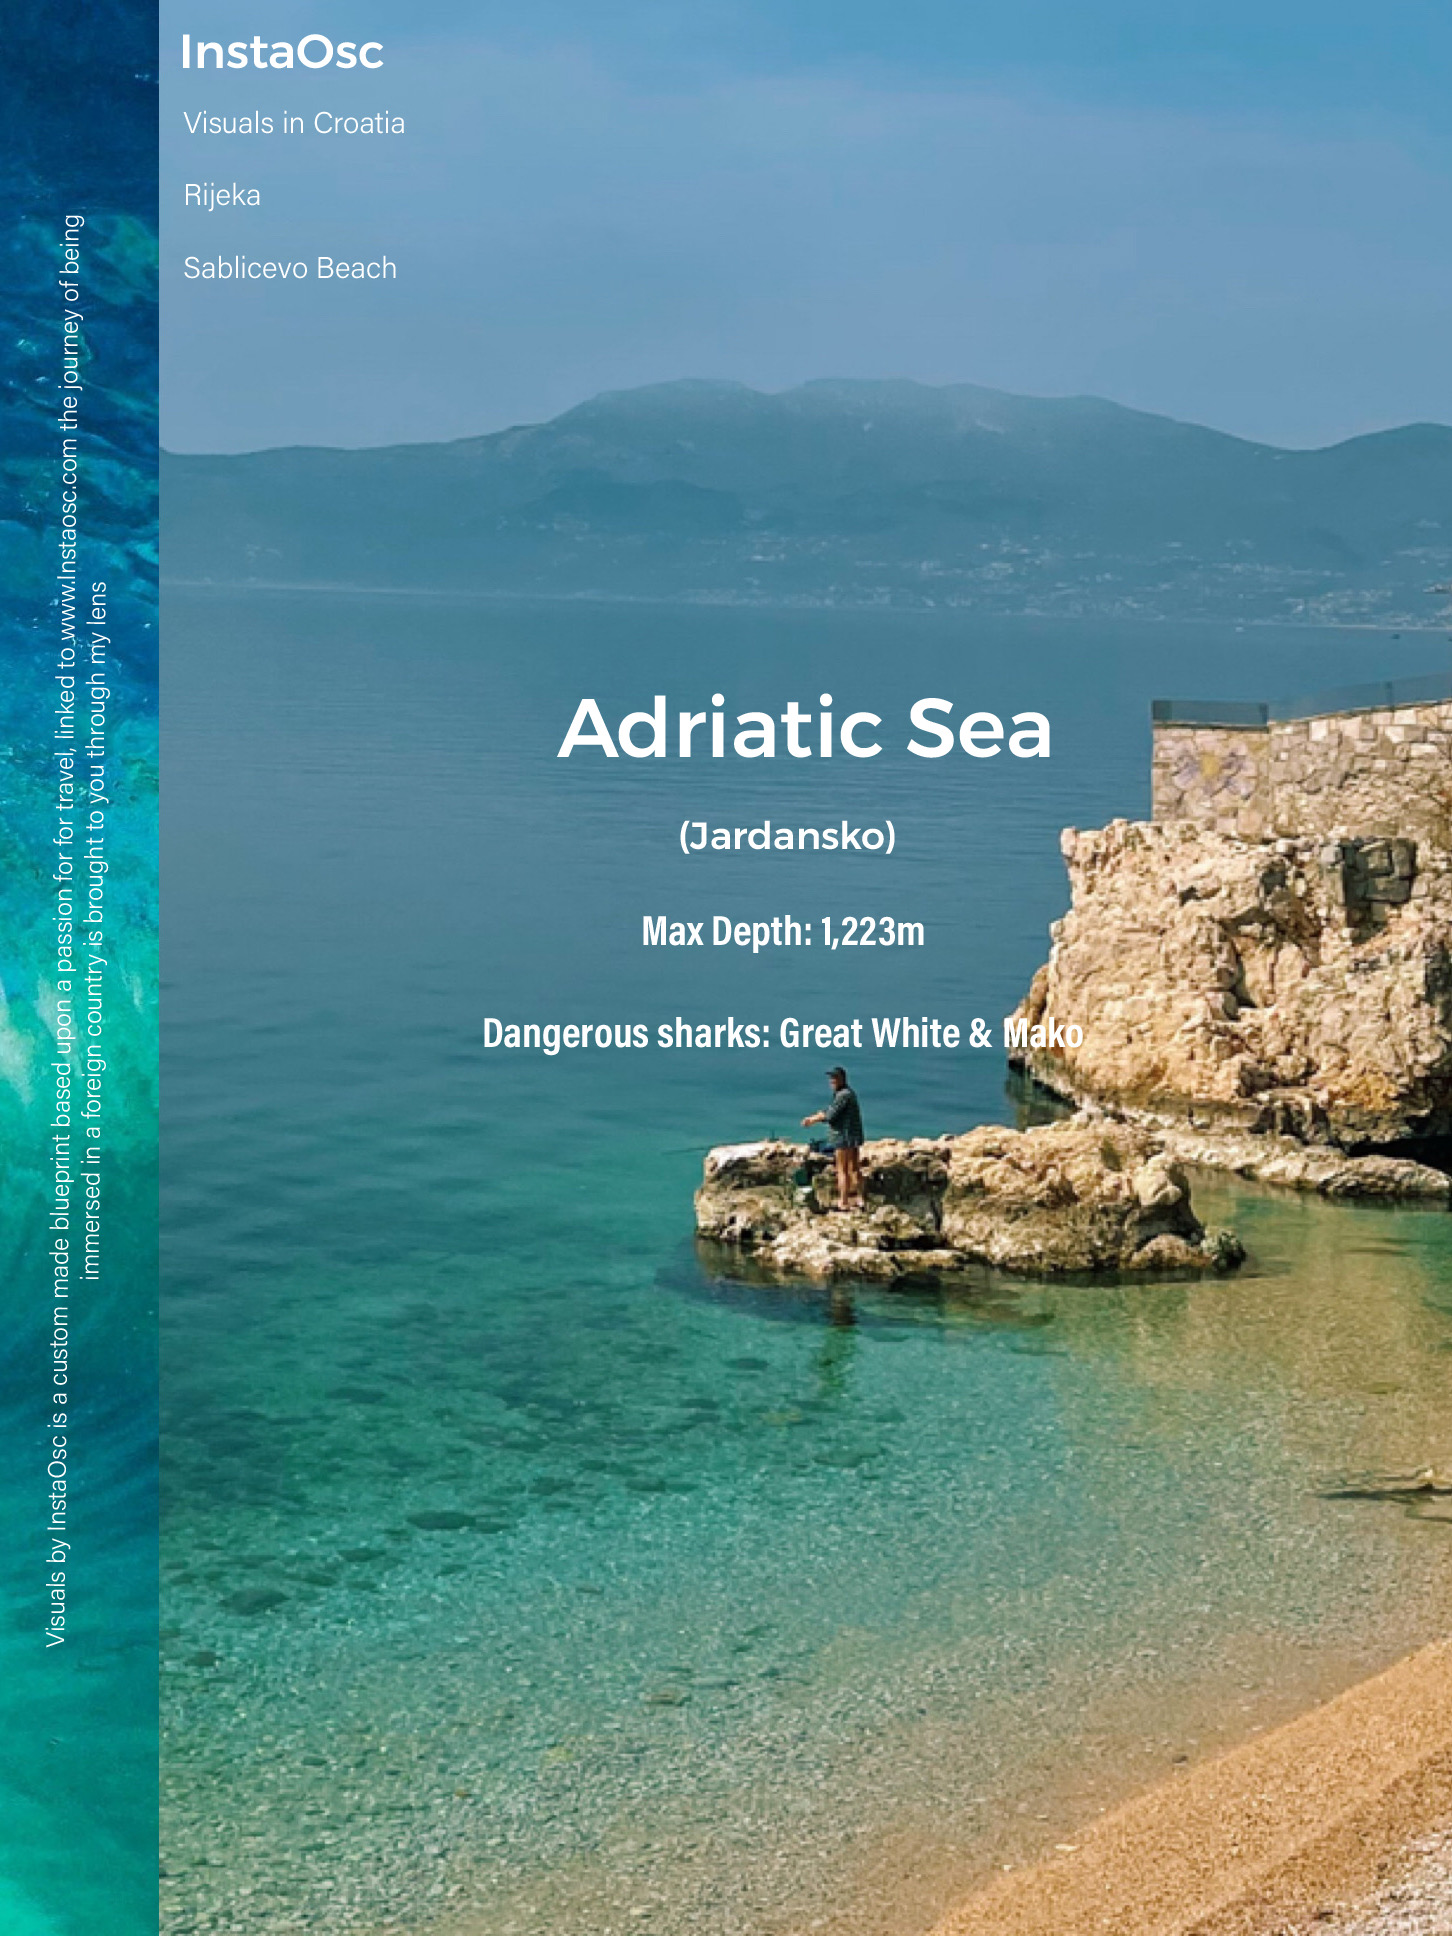 InstaOsc
Visuals in Croatia
Rijeka
Sablicevo Beach
Adriatic Sea
(Jardansko)
Max Depth: 1,223m
Dangerous sharks: Great White & Mako
Visuals by InstaOsc is a custom made blueprint based upon a passion for for travel, linked to www.Instaosc.com the journey of being
immersed in a foreign country is brought to you through my lens